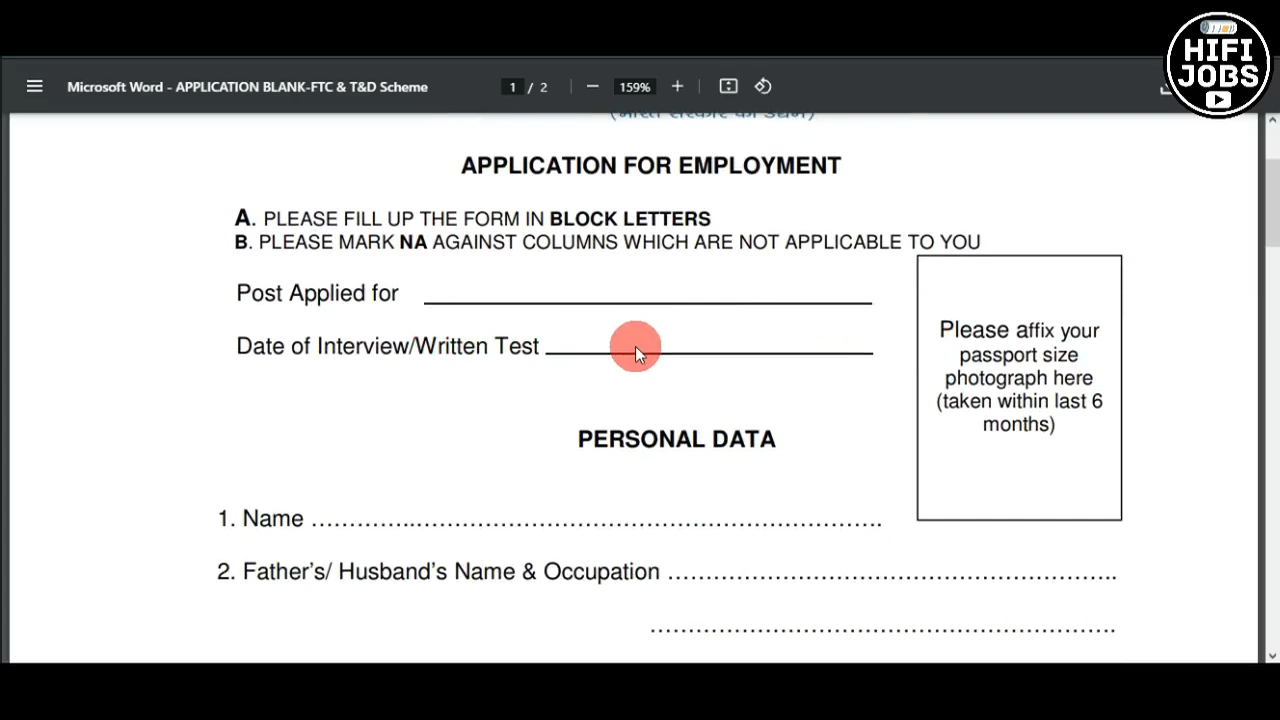 HIFI
JOBS
Microsoft Word - APPLICATION BLANK-FTC & T&D Scheme 1 / 2 159%
APPLICATION FOR EMPLOYMENT
A. PLEASE FILL UP THE FORM IN BLOCK LETTERS
B. PLEASE MARK NA AGAINST COLUMNS WHICH ARE NOT APPLICABLE TO YOU
Post Applied for
Date of Interview/Written Test
Please affix your
passport size
photograph here
(taken within last 6
months)
PERSONAL DATA
1. Name …………..……………………………………………….
2. Father’s/ Husband’s Name & Occupation ……………………………………………..
……………………………………………….